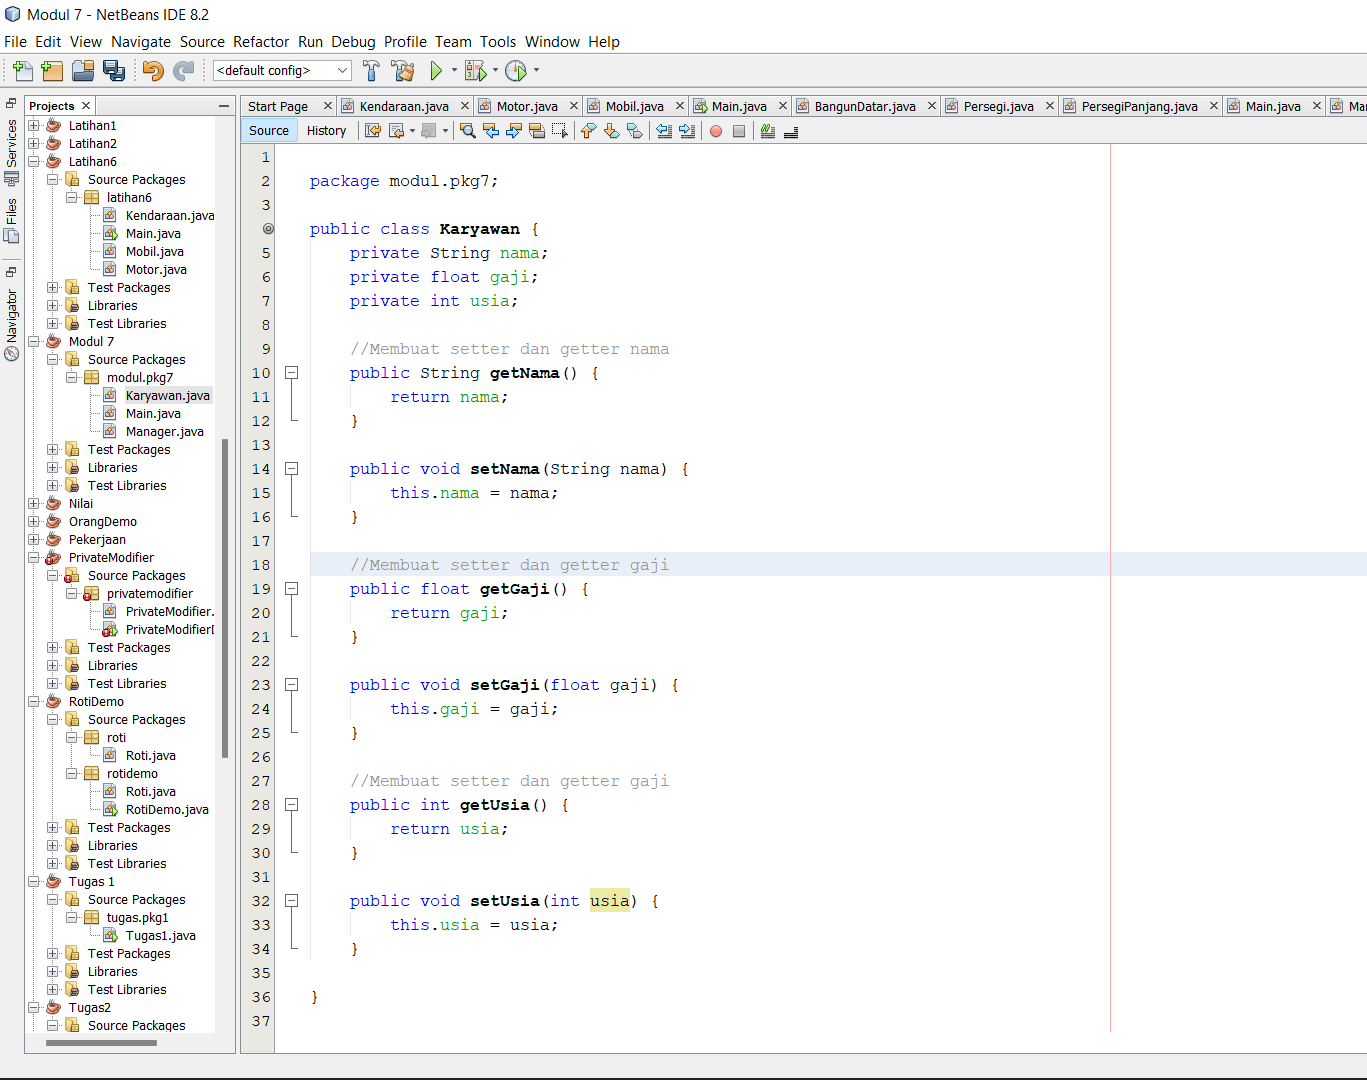 Modul 7 - NetBeans IDE 8.2
File Edit View Navigate Source Refactor Run Debug Profile Team Tools Window Help
<default config>
Services
Files
Navigator
Projects
Latihan1
Latihan2
Latihan6
Source Packages
latihan6
Kendaraan.java
Main.java
Mobil.java
Motor.java
Test Packages
Libraries
Test Libraries
Modul 7
Source Packages
modul.pkg7
Karyawan.java
Main.java
Manager.java
Test Packages
Libraries
Test Libraries
Nilai
OrangDemo
Pekerjaan
PrivateModifier
Source Packages
privatemodifier
PrivateModifier.
PrivateModifierD
Test Packages
Libraries
Test Libraries
RotiDemo
Source Packages
roti
Roti.java
rotidemo
Roti.java
RotiDemo.java
Test Packages
Libraries
Test Libraries
Tugas 1
Source Packages
tugas.pkg1
Tugas1.java
Test Packages
Libraries
Test Libraries
Tugas2
Source Packages
Start Page Kendaraan.java Motor.java Mobil.java Main.java BangunDatar.java Persegi.java PersegiPanjang.java Main.java Mar
Source History
1
2 package modul.pkg7;
3
public class Karyawan {
5 private String nama;
6 private float gaji;
7 private int usia;
8
9 //Membuat setter dan getter nama
10 public String getNama() {
11 return nama;
12 }
13
14 public void setNama(String nama) {
15 this.nama = nama;
16 }
17
18 //Membuat setter dan getter gaji
19 public float getGaji() {
20 return gaji;
21 }
22
23 public void setGaji(float gaji) {
24 this.gaji = gaji;
25 }
26
27 //Membuat setter dan getter gaji
28 public int getUsia() {
29 return usia;
30 }
31
32 public void setUsia(int usia) {
33 this.usia = usia;
34 }
35
36 }
37